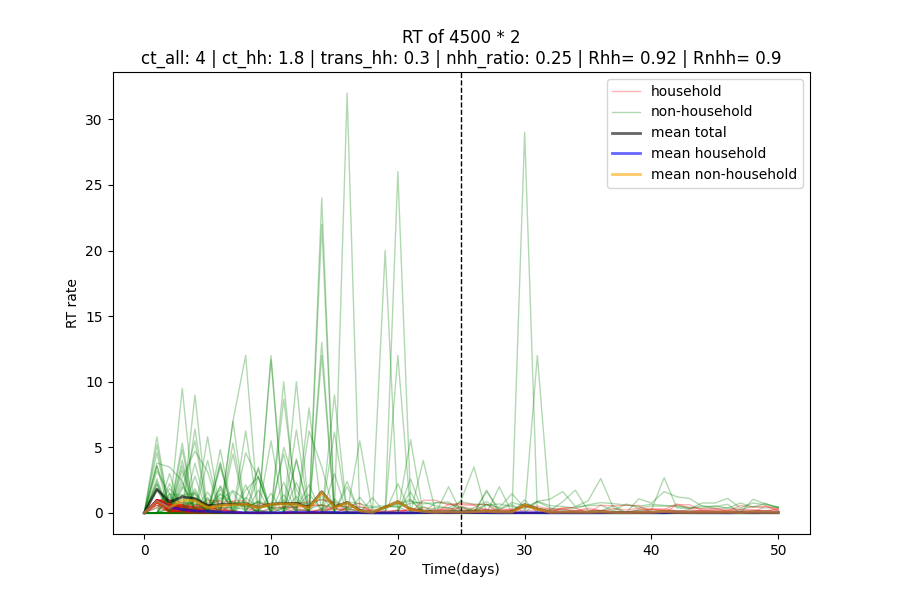 RT of 4500 * 2
ct_all: 4 | ct_hh: 1.8 | trans_hh: 0.3 | nhh_ratio: 0.25 | Rhh= 0.92 | Rnhh= 0.9
household
non-household
mean total
mean household
mean non-household
RT rate
30
25
20
15
10
5
0
0 10 20 30 40 50
Time(days)